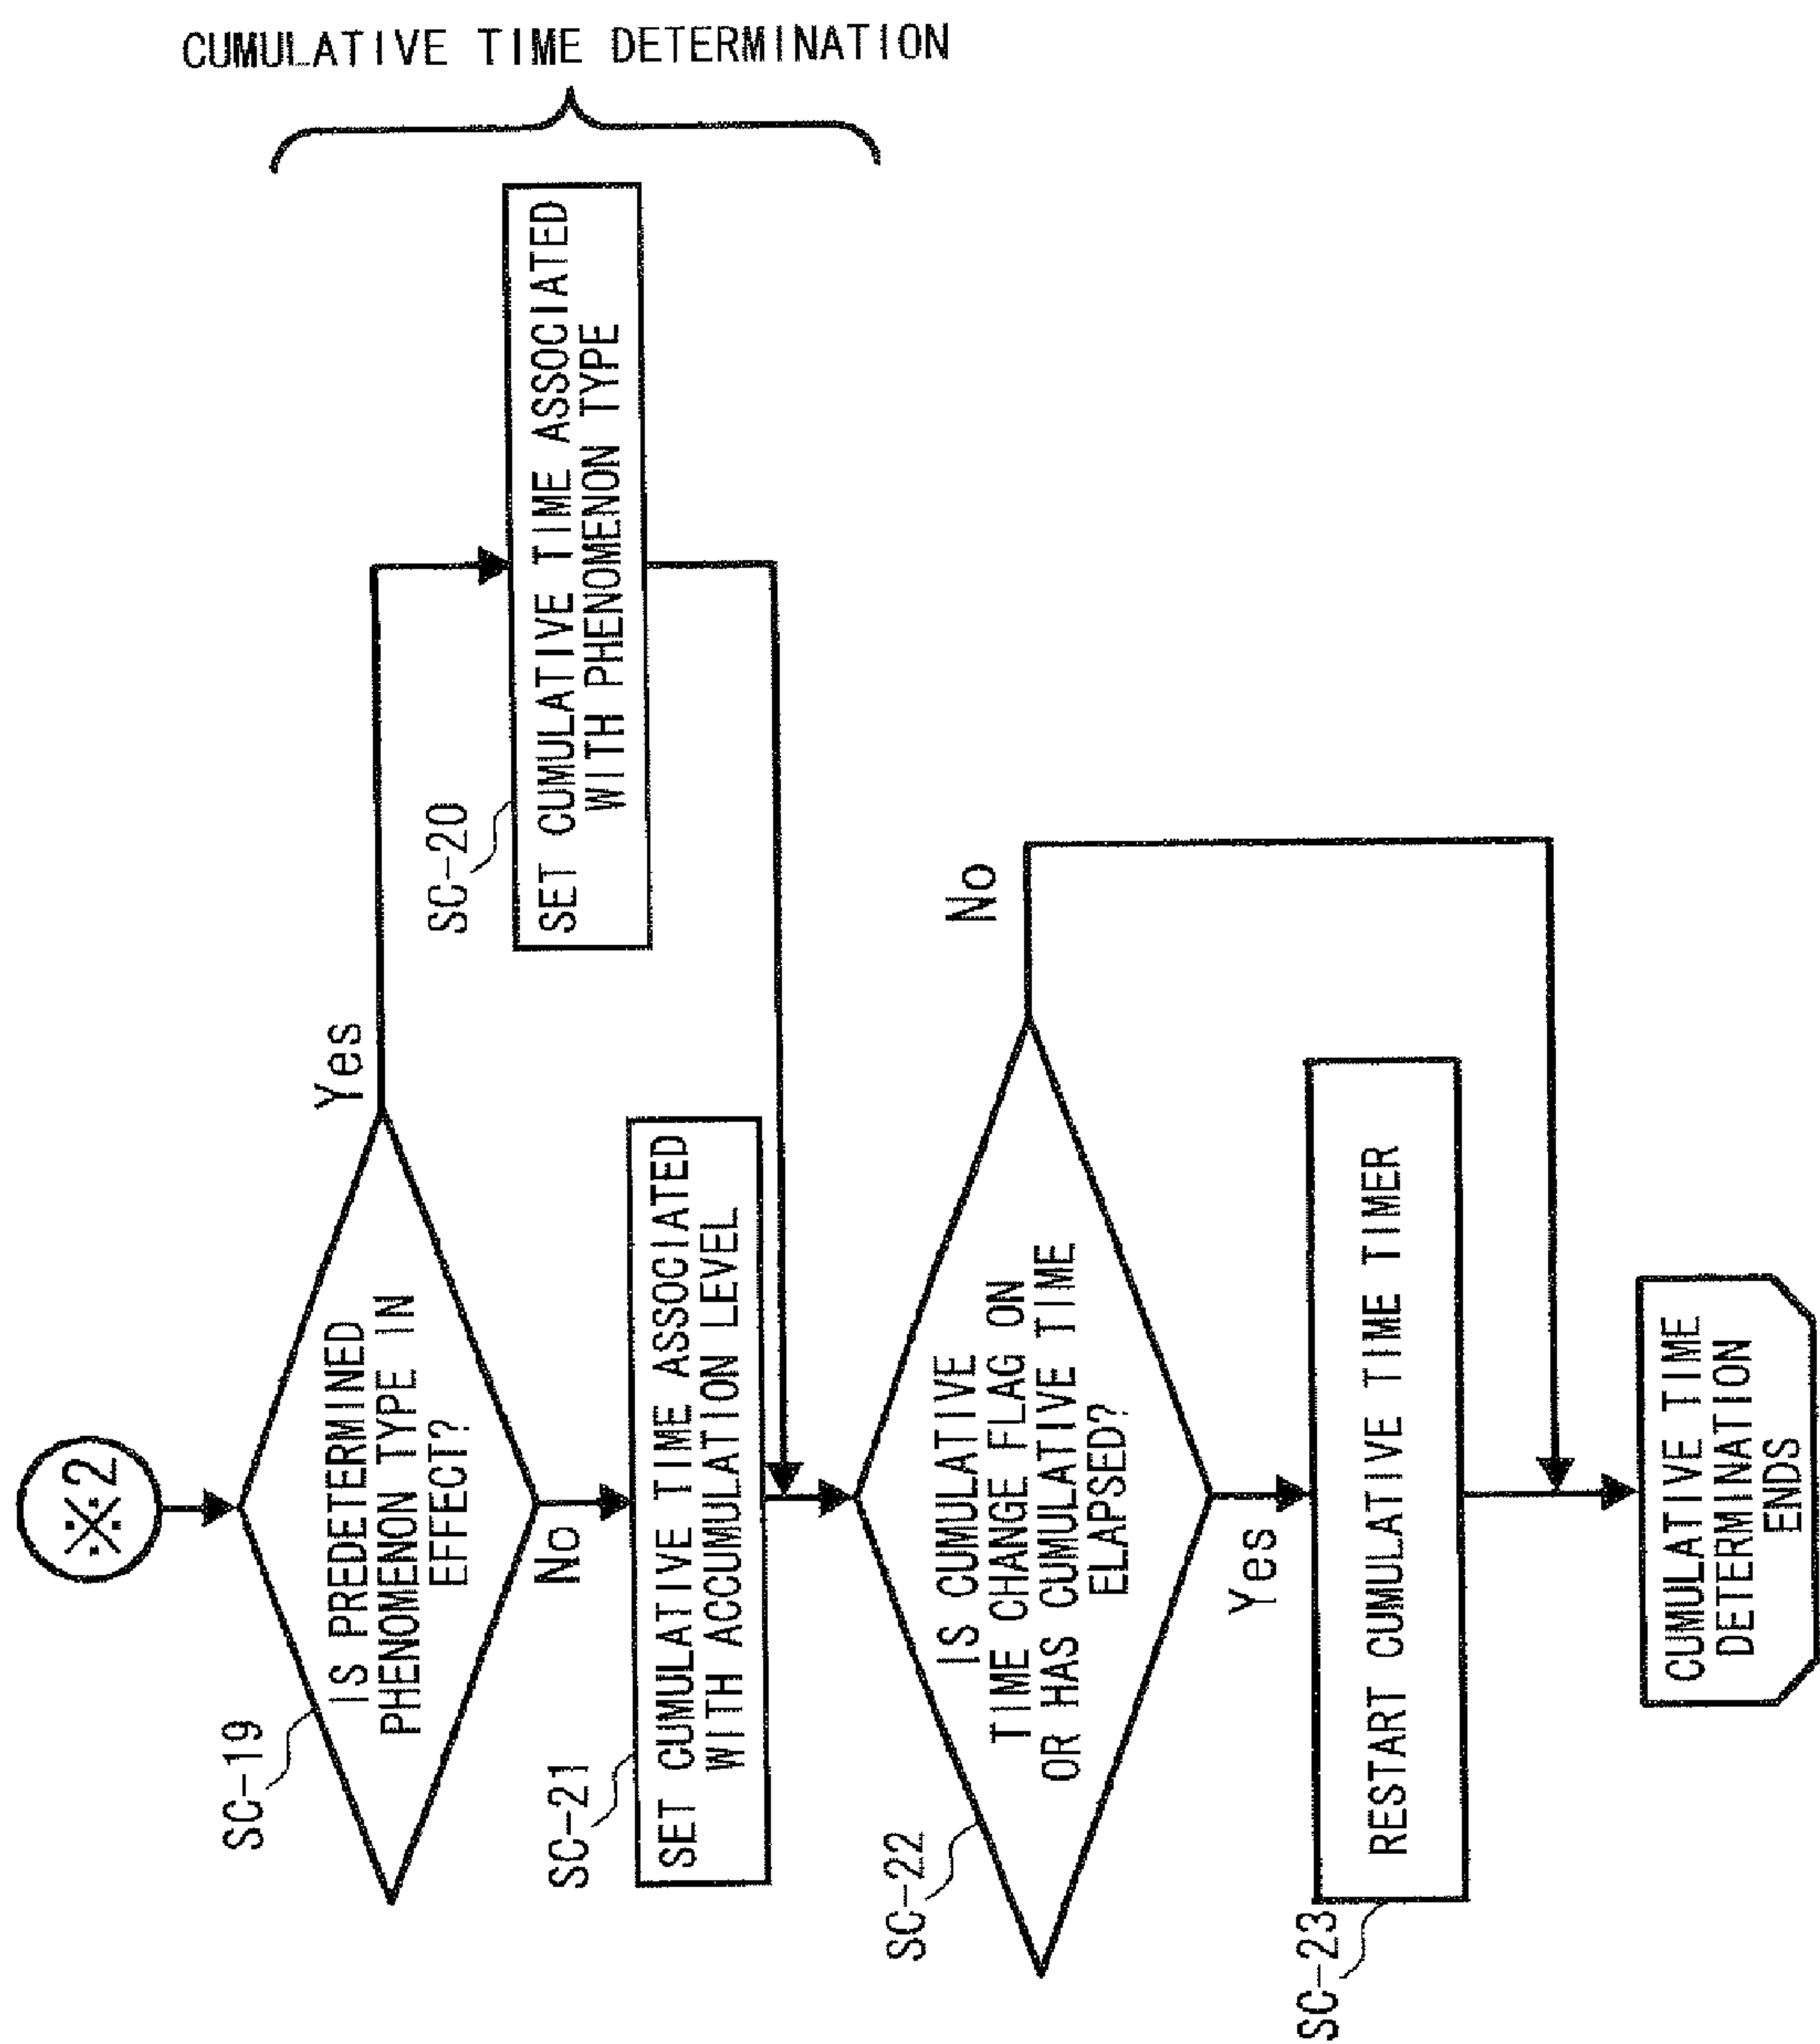 CUMULATIVE TIME DETERMINATION
※2
SC-19
IS PREDETERMINED
PHENOMENON TYPE IN
EFFECT?
Yes
No
SC-20
SET CUMULATIVE TIME ASSOCIATED
WITH PHENOMENON TYPE
SC-21
SET CUMULATIVE TIME ASSOCIATED
WITH ACCUMULATION LEVEL
SC-22
IS CUMULATIVE
TIME CHANGE FLAG ON
OR HAS CUMULATIVE TIME
ELAPSED?
No
Yes
SC-23
RESTART CUMULATIVE TIME TIMER
CUMULATIVE TIME
DETERMINATION
ENDS